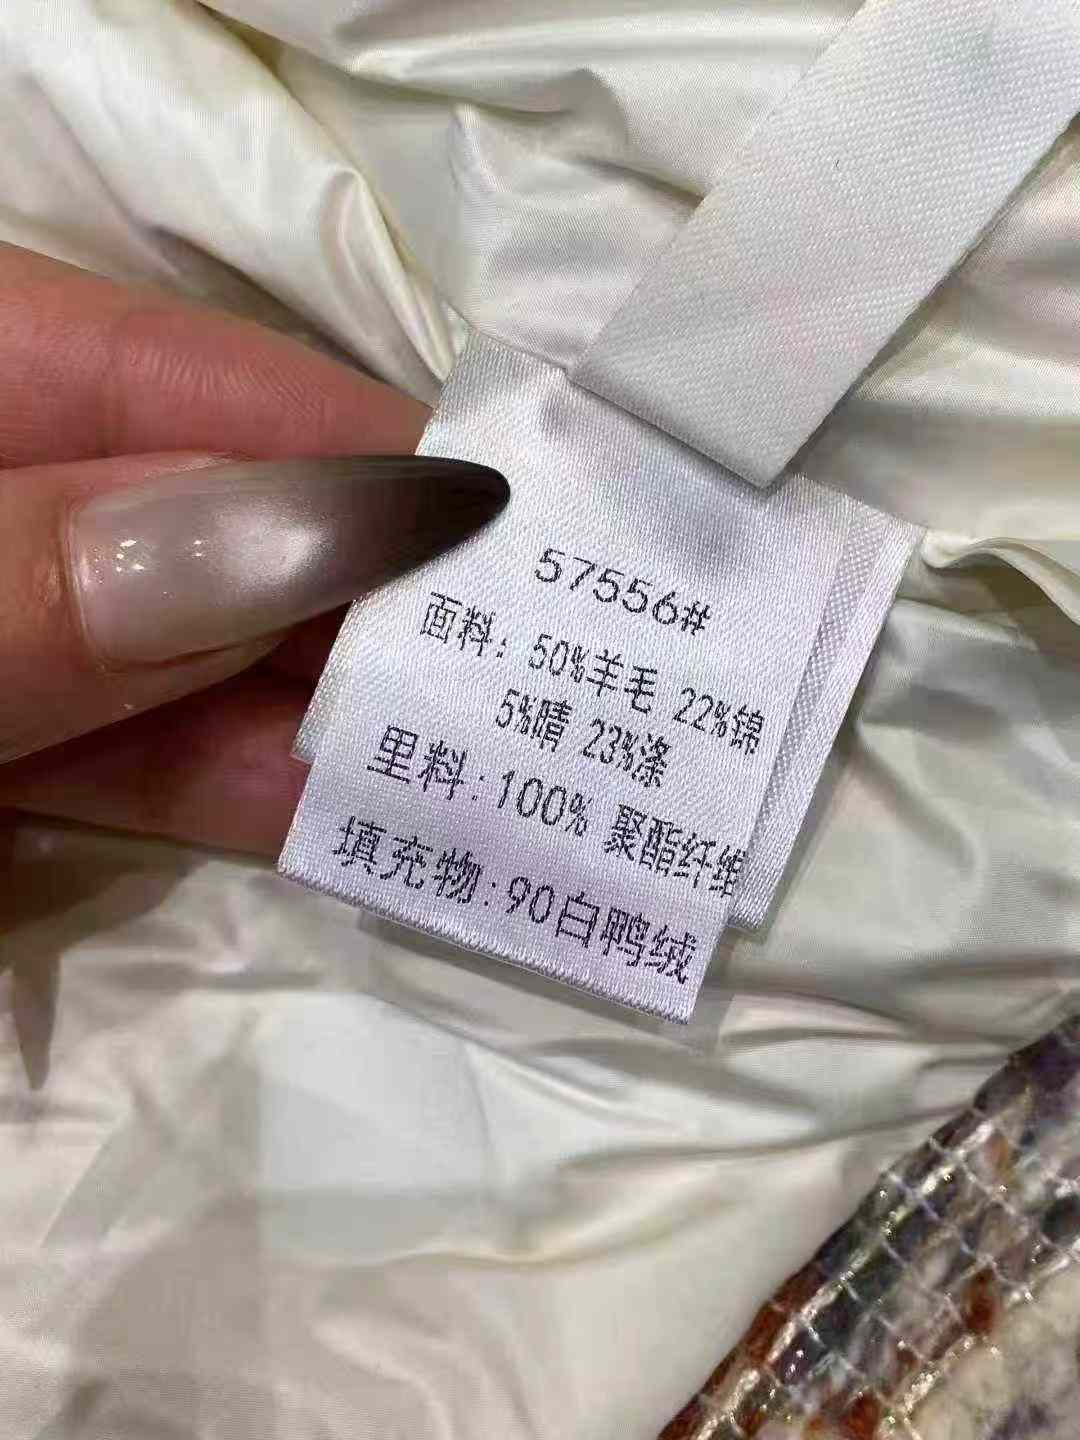 57556#
面料: 50%羊毛 22%锦
5%晴 23%涤
里料:100% 聚酯纤维
填充物:90白鸭绒